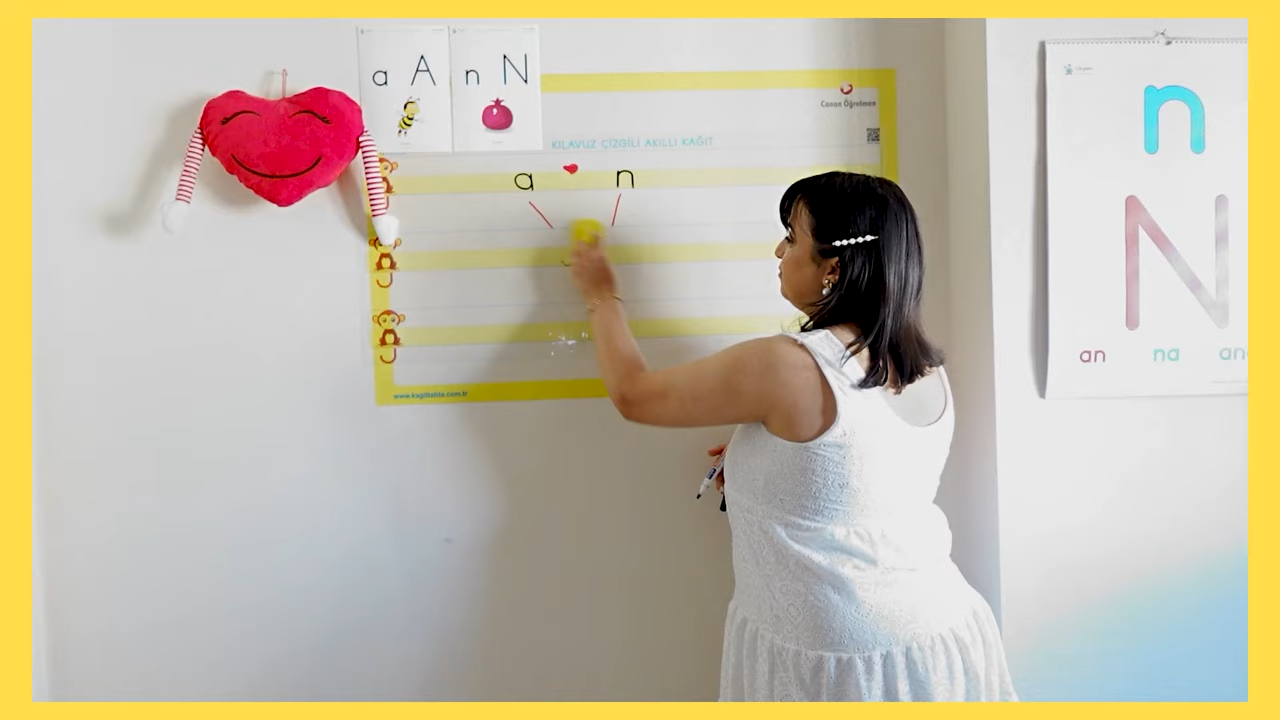 a A
n N
Canan Öğretmen
KILAVUZ ÇİZGİLİ AKILLI KAĞIT
a n
www.kagittahta.com.tr
n
N
an na an